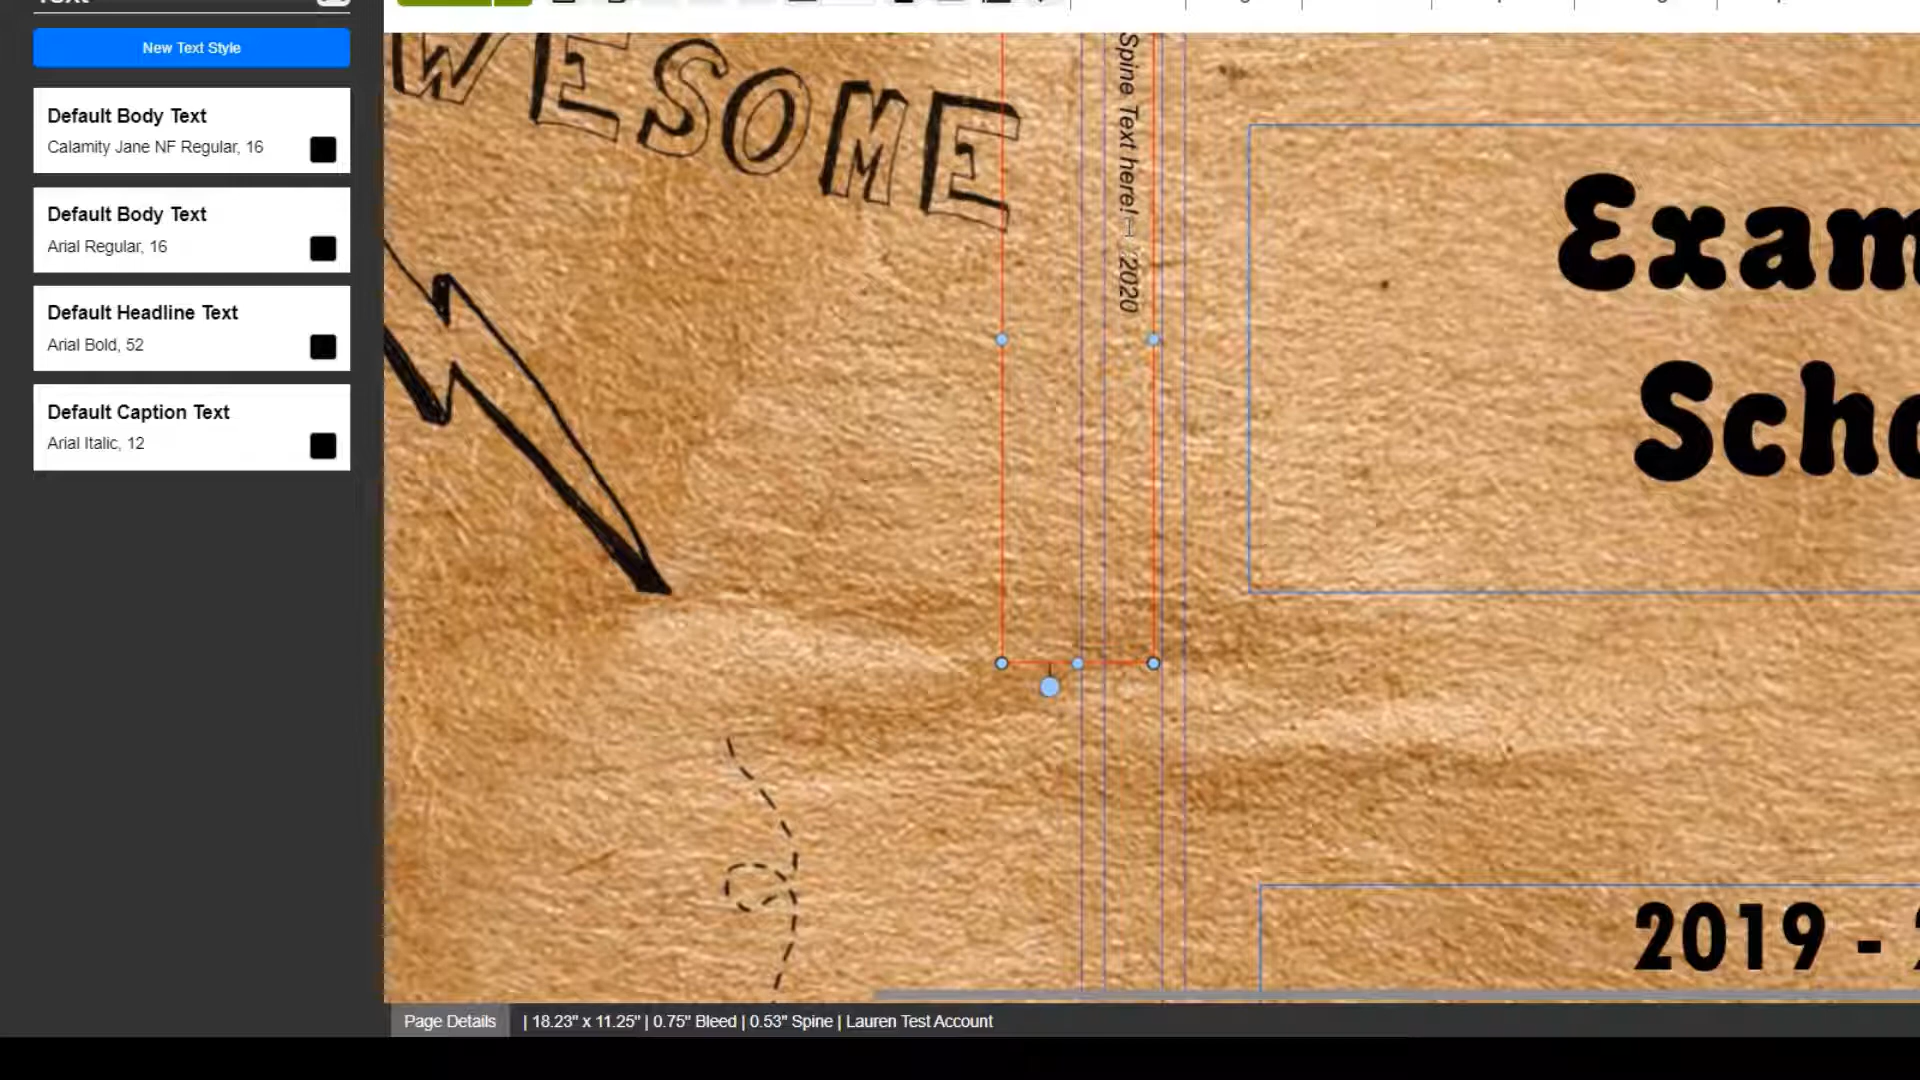 New Text Style
Default Body Text
Calamity Jane NF Regular, 16
Default Body Text
Arial Regular, 16
Default Headline Text
Arial Bold, 52
Default Caption Text
Arial Italic, 12
WESOME
Spine Text here! - 2020
Exam
Scho
2019 -
Page Details | 18.23" x 11.25" | 0.75" Bleed | 0.53" Spine | Lauren Test Account